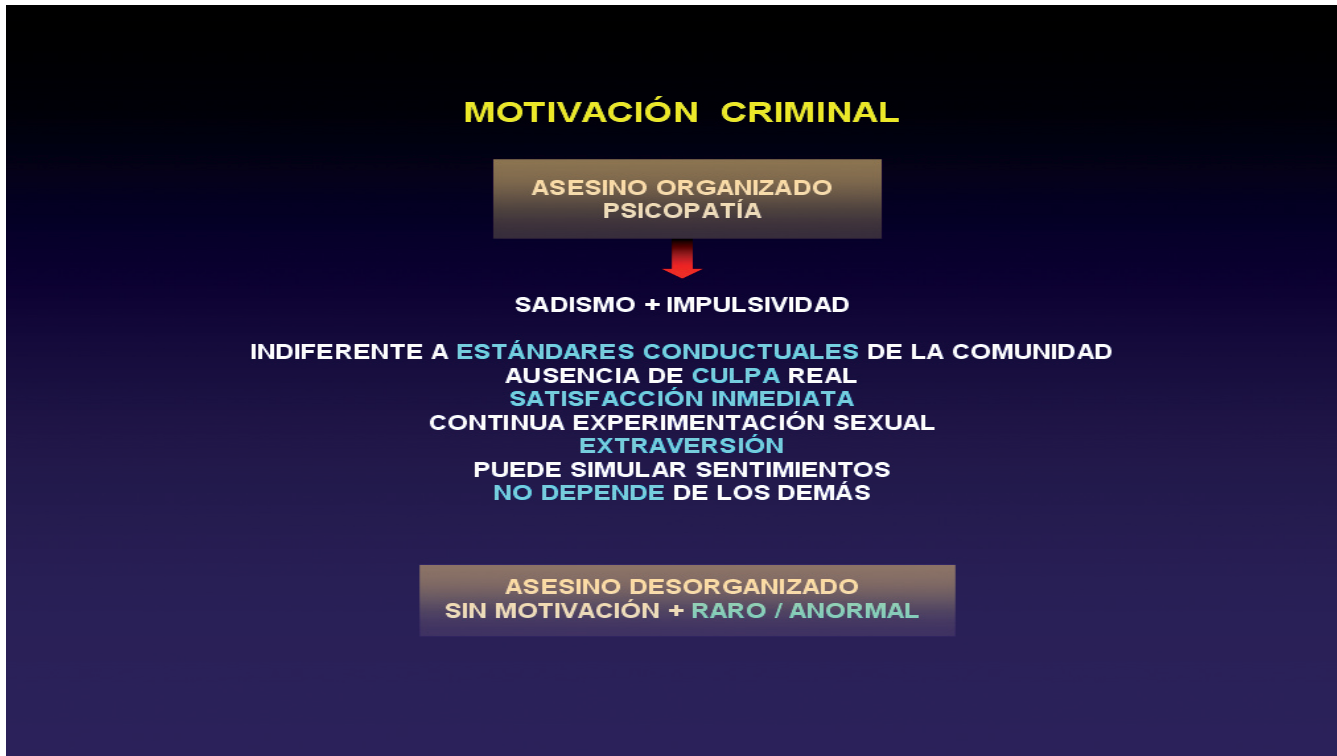 MOTIVACIÓN CRIMINAL
ASESINO ORGANIZADO
PSICOPATÍA
SADISMO + IMPULSIVIDAD
INDIFERENTE A ESTÁNDARES CONDUCTUALES DE LA COMUNIDAD
AUSENCIA DE CULPA REAL
SATISFACCIÓN INMEDIATA
CONTINUA EXPERIMENTACIÓN SEXUAL
EXTRAVERSIÓN
PUEDE SIMULAR SENTIMIENTOS
NO DEPENDE DE LOS DEMÁS
ASESINO DESORGANIZADO
SIN MOTIVACIÓN + RARO / ANORMAL